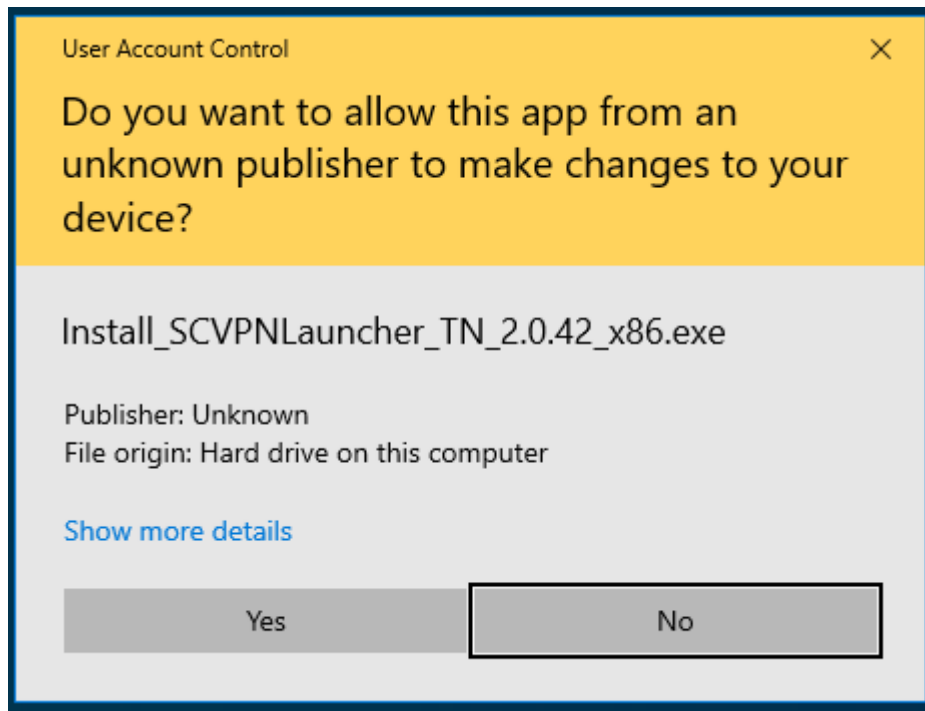 User Account Control
Do you want to allow this app from an
unknown publisher to make changes to your
device?
Install_SCVPNLauncher_TN_2.0.42_x86.exe
Publisher: Unknown
File origin: Hard drive on this computer
Show more details
Yes
No